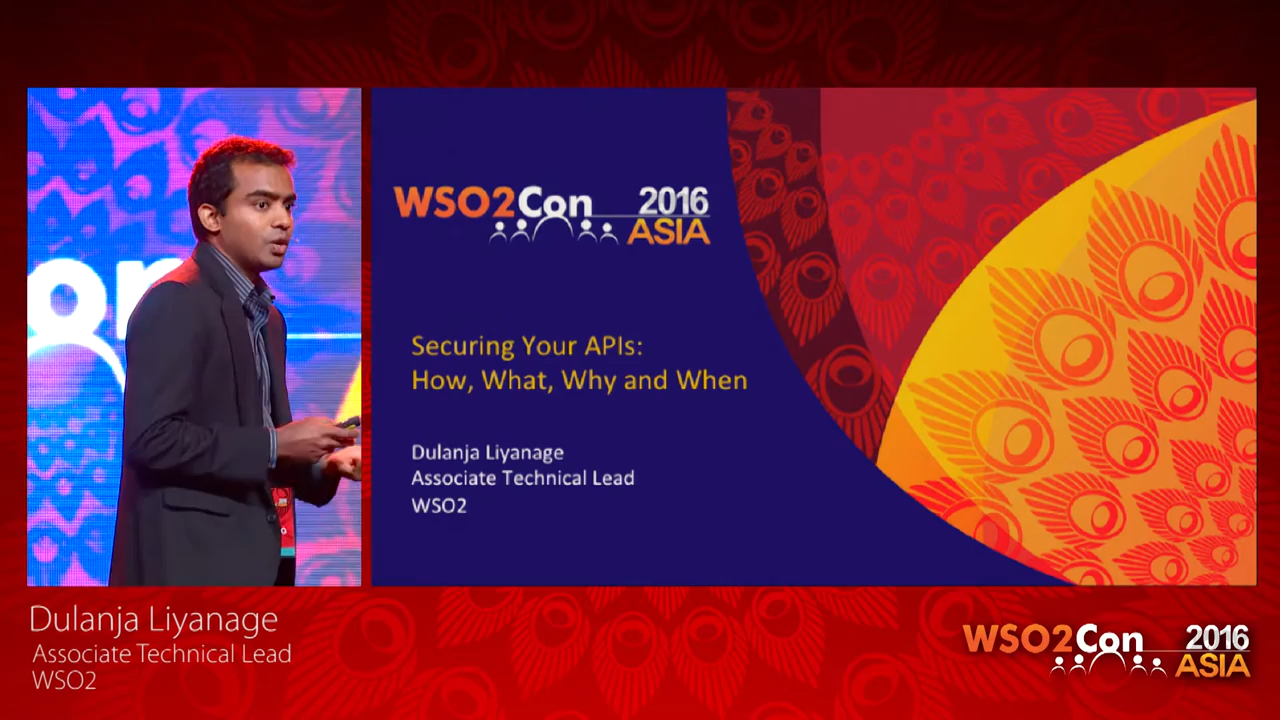 on
WSO2Con 2016
ASIA
Securing Your APIs:
How, What, Why and When
Dulanja Liyanage
Associate Technical Lead
WSO2
Dulanja Liyanage
Associate Technical Lead
WSO2
WSO2Con 2016
ASIA